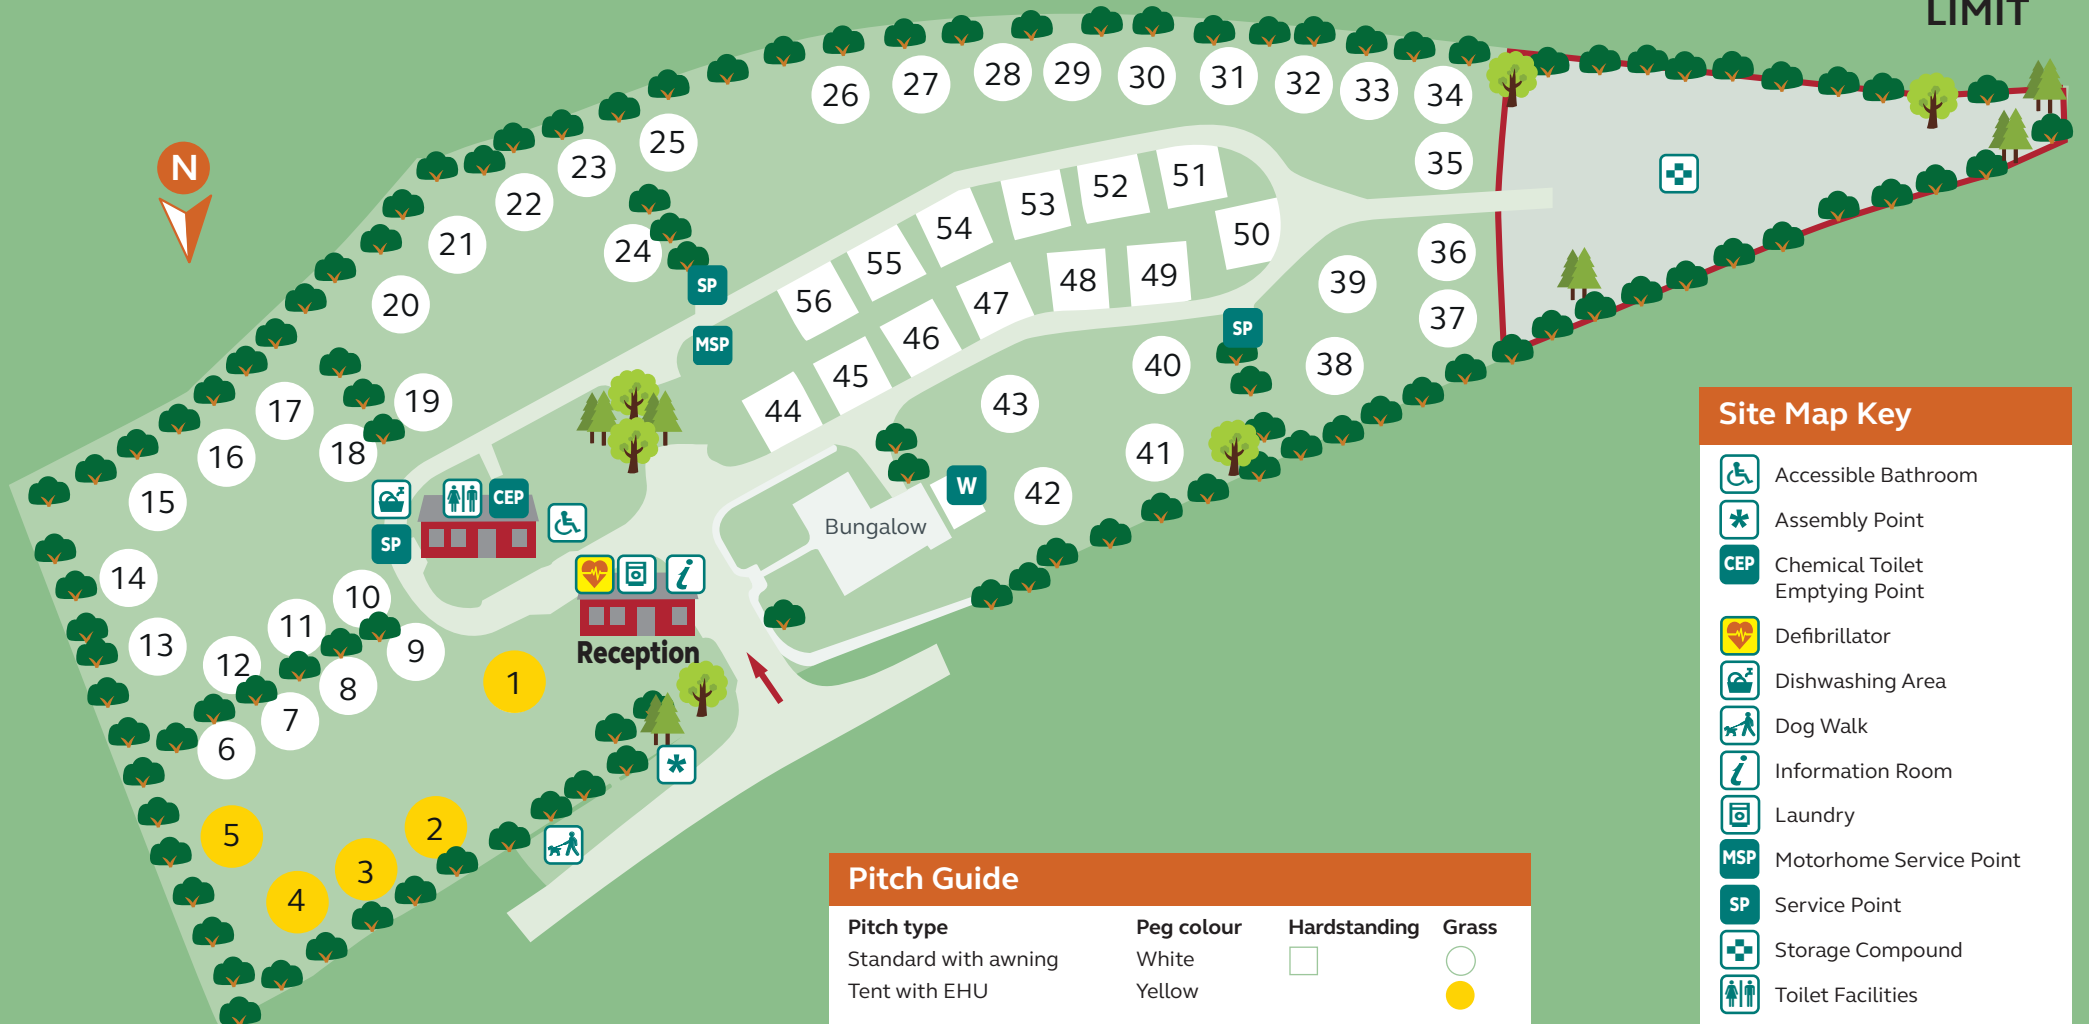 LIMIT
N
26
27
28
29
30
31
32
33
34
25
23
22
21
24
20
35
36
37
39
38
51
52
53
54
55
56
50
49
48
47
46
45
44
SP
MSP
SP
40
43
41
42
W
Bungalow
19
17
18
16
15
14
13
CEP
SP
10
11
12
9
8
7
6
1
Reception
5
2
3
4
Pitch Guide
Pitch type Peg colour Hardstanding Grass
Standard with awning White
Tent with EHU Yellow
Site Map Key
Accessible Bathroom
Assembly Point
CEP Chemical Toilet
Emptying Point
Defibrillator
Dishwashing Area
Dog Walk
Information Room
Laundry
MSP Motorhome Service Point
SP Service Point
Storage Compound
Toilet Facilities